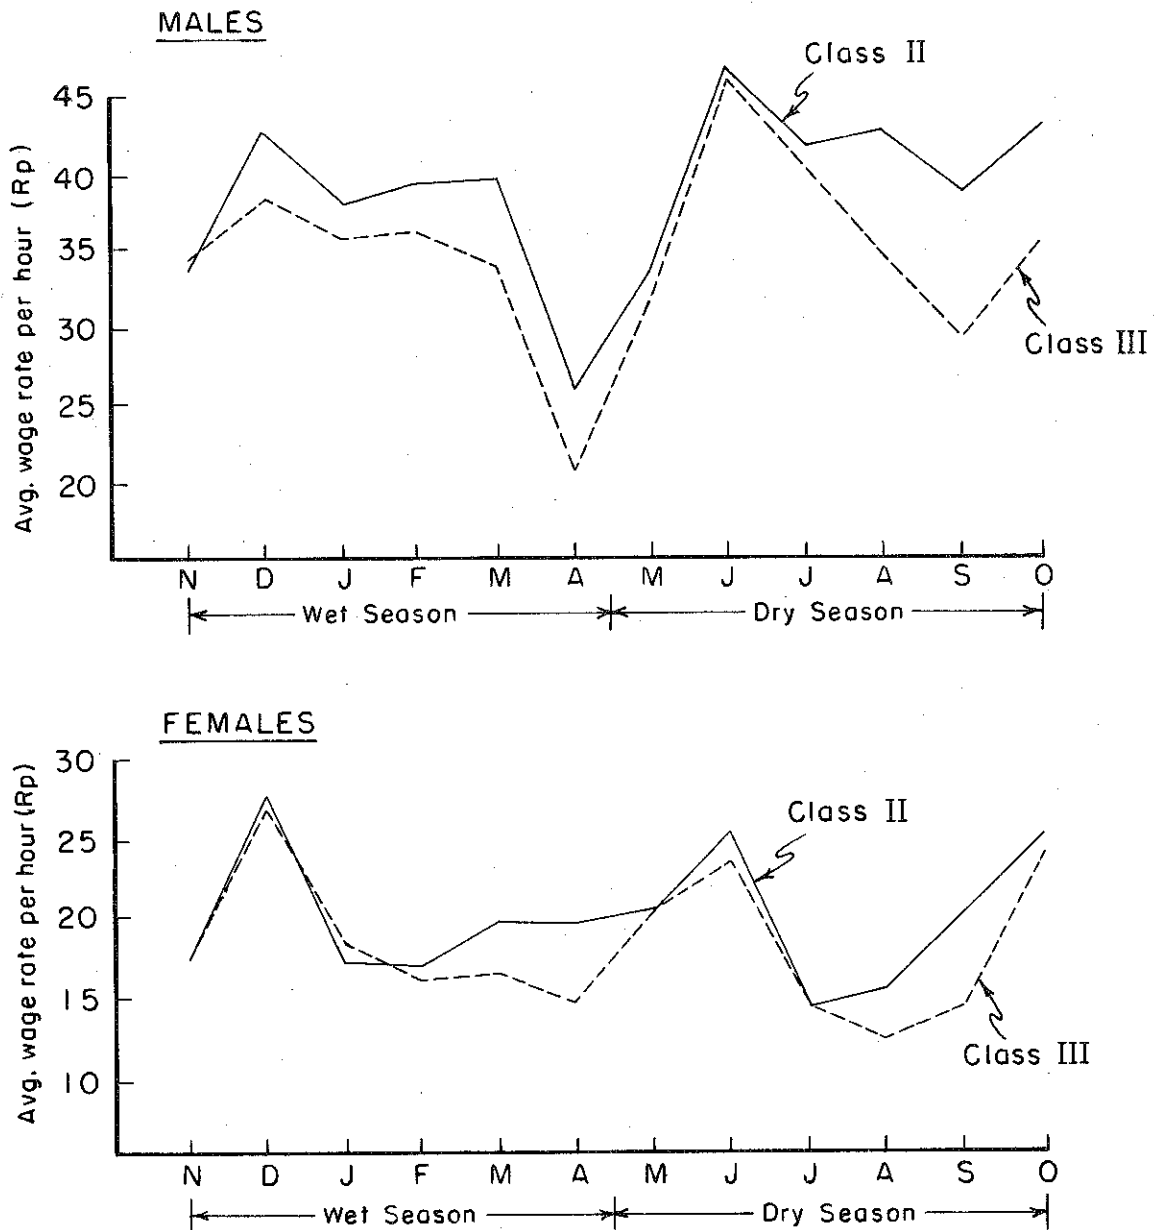 MALES
Class II
Avg. wage rate per hour (Rp)
45
40
35
30
25
20
Class III
N D J F M A M J J A S O
Wet Season Dry Season
FEMALES
Avg. wage rate per hour (Rp)
30
25
20
15
10
Class II
Class III
N D J F M A M J J A S O
Wet Season Dry Season